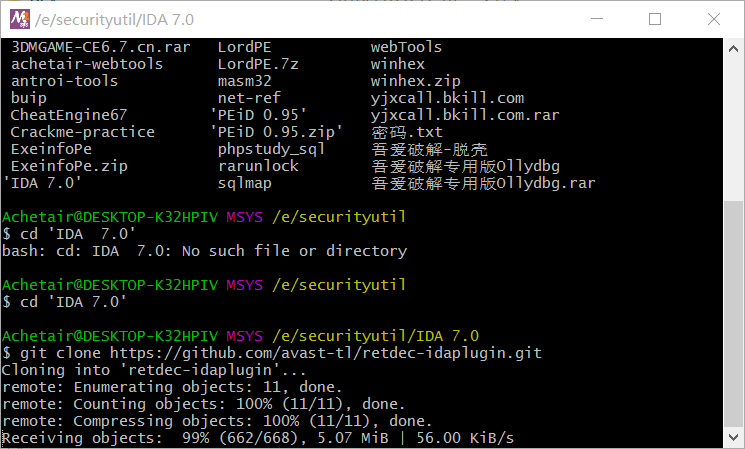 /e/securityutil/IDA 7.0
3DMGAME-CE6.7.cn.rar LordPE webTools
achetair-webtools LordPE.7z winhex
antroi-tools masm32 winhex.zip
buip net-ref yjxcall.bkill.com
CheatEngine67 'PEiD 0.95' yjxcall.bkill.com.rar
Crackme-practice 'PEiD 0.95.zip' 密码.txt
ExeinfoPe phpstudy_sql 吾爱破解-脱壳
ExeinfoPe.zip rarunlock 吾爱破解专用版Ollydbg
'IDA 7.0' sqlmap 吾爱破解专用版Ollydbg.rar
Achetair@DESKTOP-K32HPIV MSYS /e/securityutil
$ cd 'IDA  7.0'
bash: cd: IDA  7.0: No such file or directory
Achetair@DESKTOP-K32HPIV MSYS /e/securityutil
$ cd 'IDA 7.0'
Achetair@DESKTOP-K32HPIV MSYS /e/securityutil/IDA 7.0
$ git clone https://github.com/avast-tl/retdec-idaplugin.git
Cloning into 'retdec-idaplugin'...
remote: Enumerating objects: 11, done.
remote: Counting objects: 100% (11/11), done.
remote: Compressing objects: 100% (11/11), done.
Receiving objects:  99% (662/668), 5.07 MiB | 56.00 KiB/s